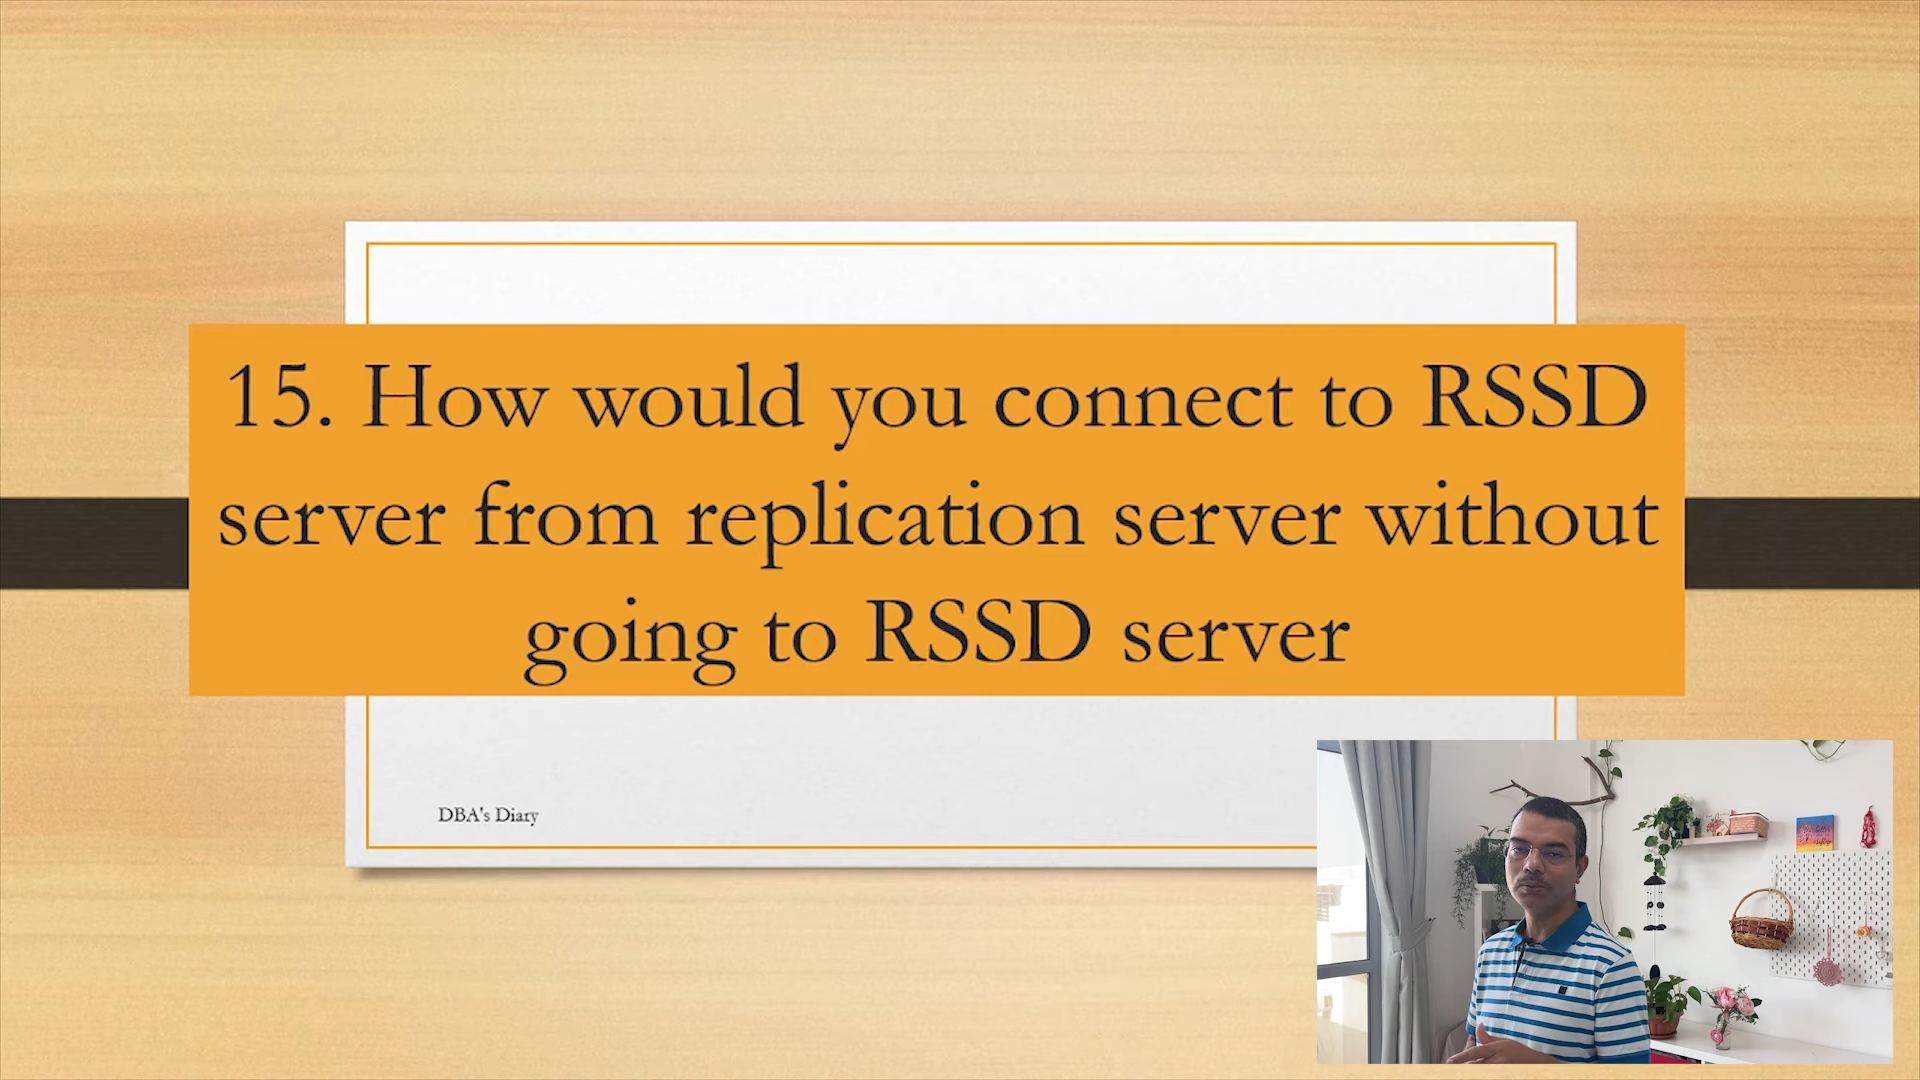 15. How would you connect to RSSD
server from replication server without
going to RSSD server
DBA's Diary